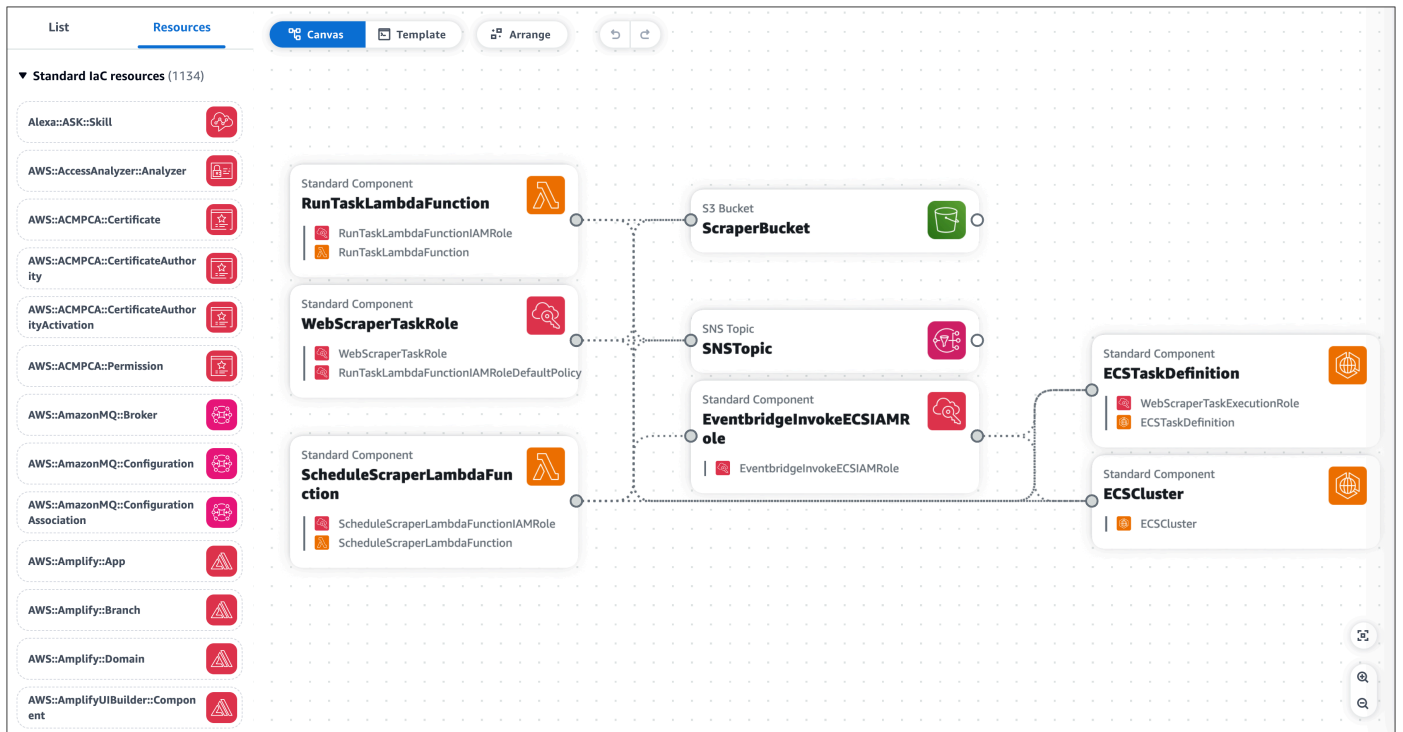 List
Resources
Canvas
Template
Arrange
▼ Standard IaC resources (1134)
Alexa::ASK::Skill
AWS::AccessAnalyzer::Analyzer
AWS::ACMPCA::Certificate
AWS::ACMPCA::CertificateAuthor
ity
AWS::ACMPCA::CertificateAuthor
ityActivation
AWS::ACMPCA::Permission
AWS::AmazonMQ::Broker
AWS::AmazonMQ::Configuration
AWS::AmazonMQ::Configuration
Association
AWS::Amplify::App
AWS::Amplify::Branch
AWS::Amplify::Domain
AWS::AmplifyUIBuilder::Compon
ent
Standard Component
RunTaskLambdaFunction
RunTaskLambdaFunctionIAMRole
RunTaskLambdaFunction
Standard Component
WebScraperTaskRole
WebScraperTaskRole
RunTaskLambdaFunctionIAMRoleDefaultPolicy
Standard Component
ScheduleScraperLambdaFun
ction
ScheduleScraperLambdaFunctionIAMRole
ScheduleScraperLambdaFunction
S3 Bucket
ScraperBucket
SNS Topic
SNSTopic
Standard Component
EventbridgeInvokeECSIAMR
ole
EventbridgeInvokeECSIAMRole
Standard Component
ECSTaskDefinition
WebScraperTaskExecutionRole
ECSTaskDefinition
Standard Component
ECSCluster
ECSCluster